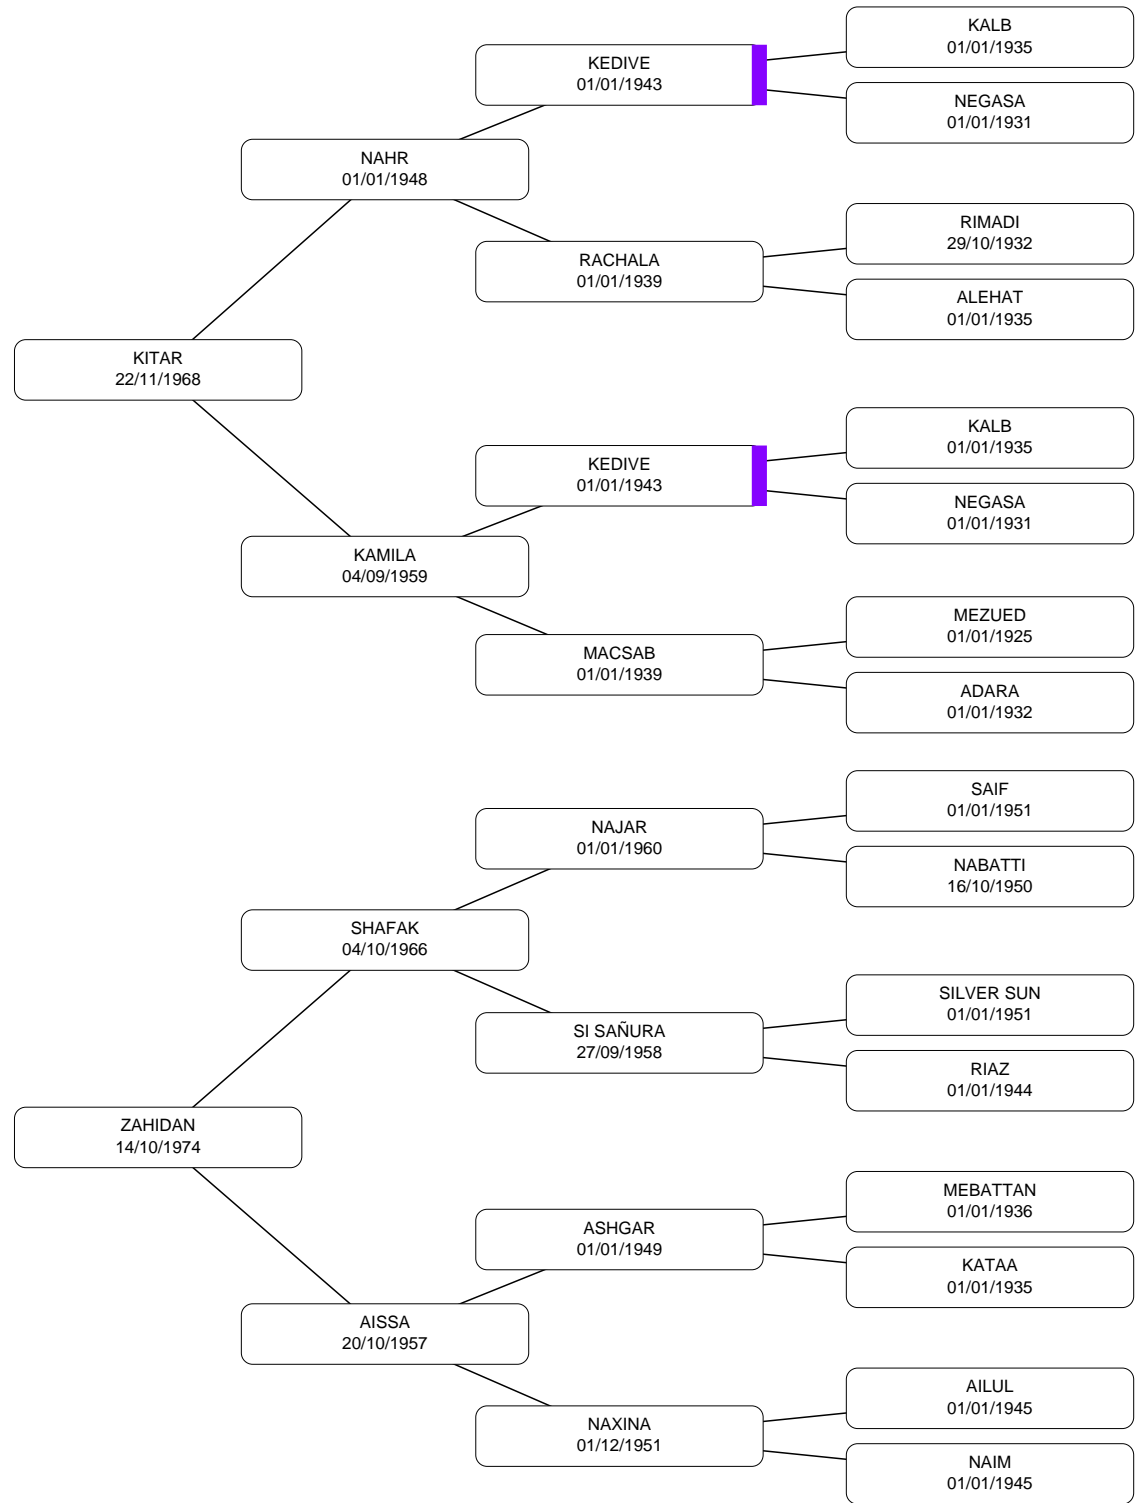 KALB
01/01/1935
KEDIVE
01/01/1943
NEGASA
01/01/1931
NAHR
01/01/1948
RIMADI
29/10/1932
RACHALA
01/01/1939
ALEHAT
01/01/1935
KITAR
22/11/1968
KALB
01/01/1935
KEDIVE
01/01/1943
NEGASA
01/01/1931
KAMILA
04/09/1959
MEZUED
01/01/1925
MACSAB
01/01/1939
ADARA
01/01/1932
SAIF
01/01/1951
NAJAR
01/01/1960
NABATTI
16/10/1950
SHAFAK
04/10/1966
SILVER SUN
01/01/1951
SI SAÑURA
27/09/1958
RIAZ
01/01/1944
ZAHIDAN
14/10/1974
MEBATTAN
01/01/1936
ASHGAR
01/01/1949
KATAA
01/01/1935
AISSA
20/10/1957
AILUL
01/01/1945
NAXINA
01/12/1951
NAIM
01/01/1945